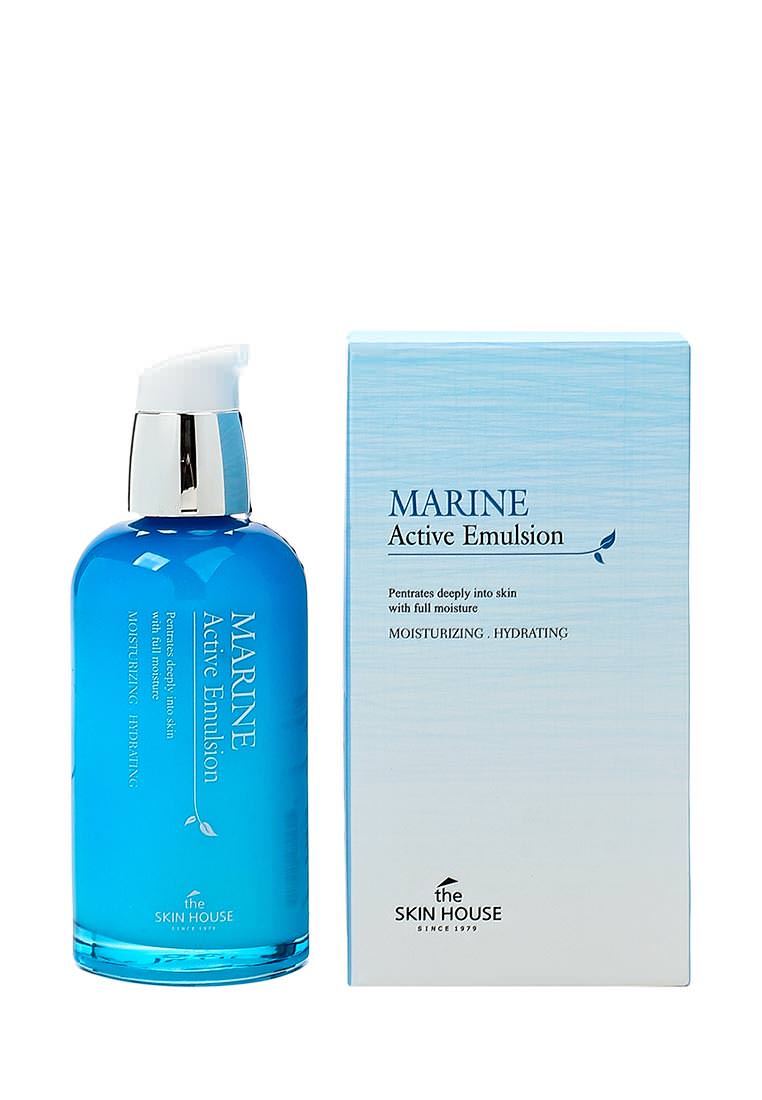 MARINE
Active Emulsion
Pentrates deeply into skin
with full moisture
MOISTURIZING . HYDRATING
the
SKIN HOUSE
SINCE 1979
MARINE
Active Emulsion
Pentrates deeply into skin
with full moisture
MOISTURIZING . HYDRATING
the
SKIN HOUSE
SINCE 1979